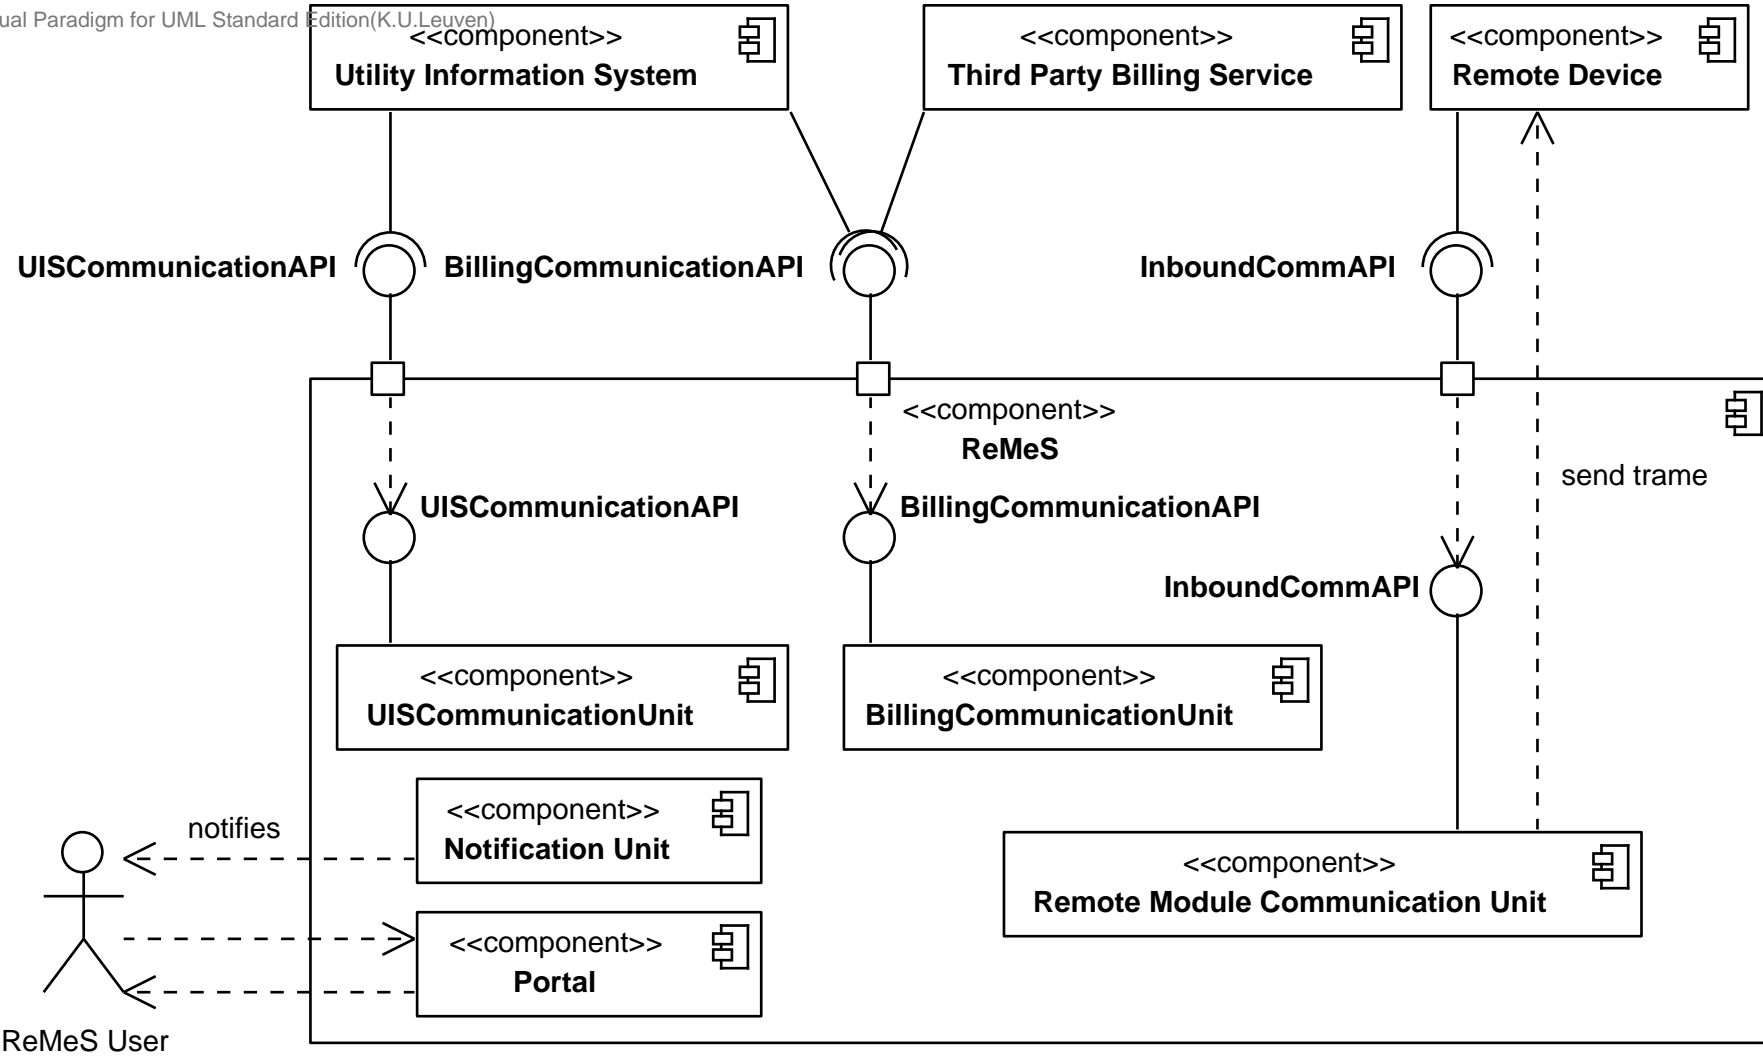 ual Paradigm for UML Standard Edition(K.U.Leuven)
<<component>>
Utility Information System
<<component>>
Third Party Billing Service
<<component>>
Remote Device
UISCommunicationAPI
BillingCommunicationAPI
InboundCommAPI
<<component>>
ReMeS
send trame
UISCommunicationAPI
BillingCommunicationAPI
InboundCommAPI
<<component>>
UISCommunicationUnit
<<component>>
BillingCommunicationUnit
<<component>>
Notification Unit
notifies
<<component>>
Remote Module Communication Unit
<<component>>
Portal
ReMeS User